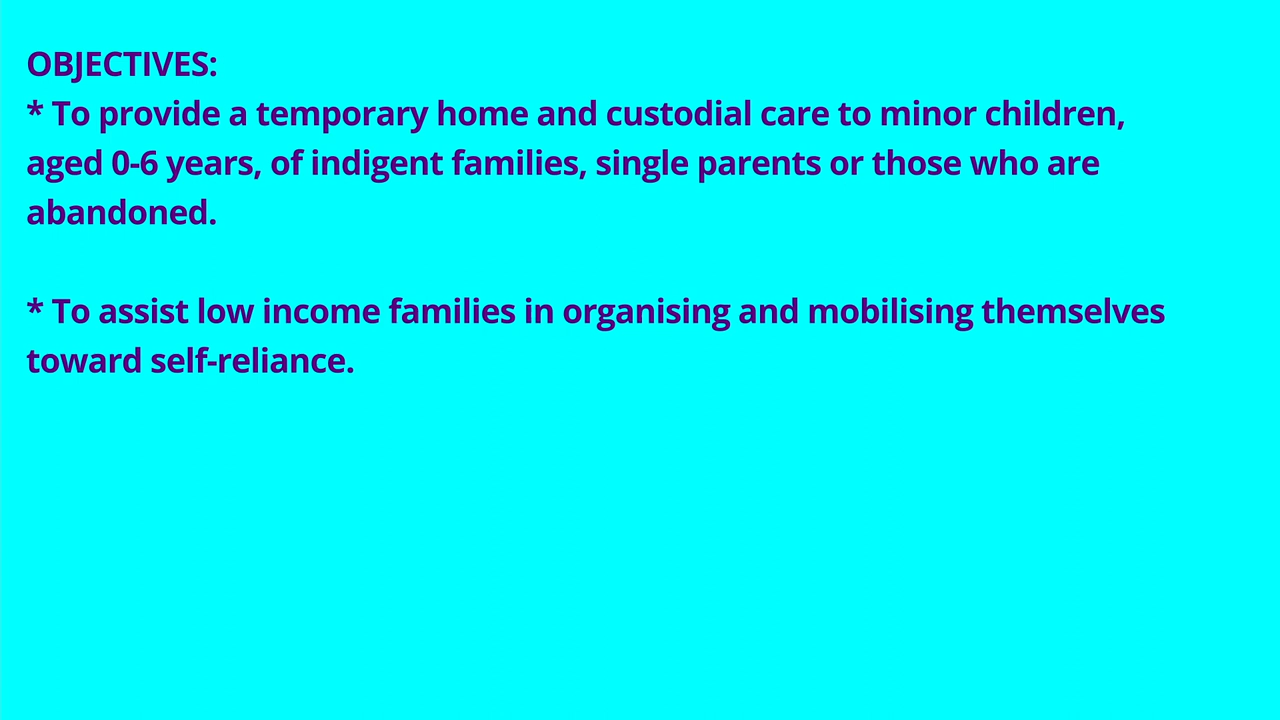 OBJECTIVES:
* To provide a temporary home and custodial care to minor children,
aged 0-6 years, of indigent families, single parents or those who are
abandoned.
* To assist low income families in organising and mobilising themselves
toward self-reliance.